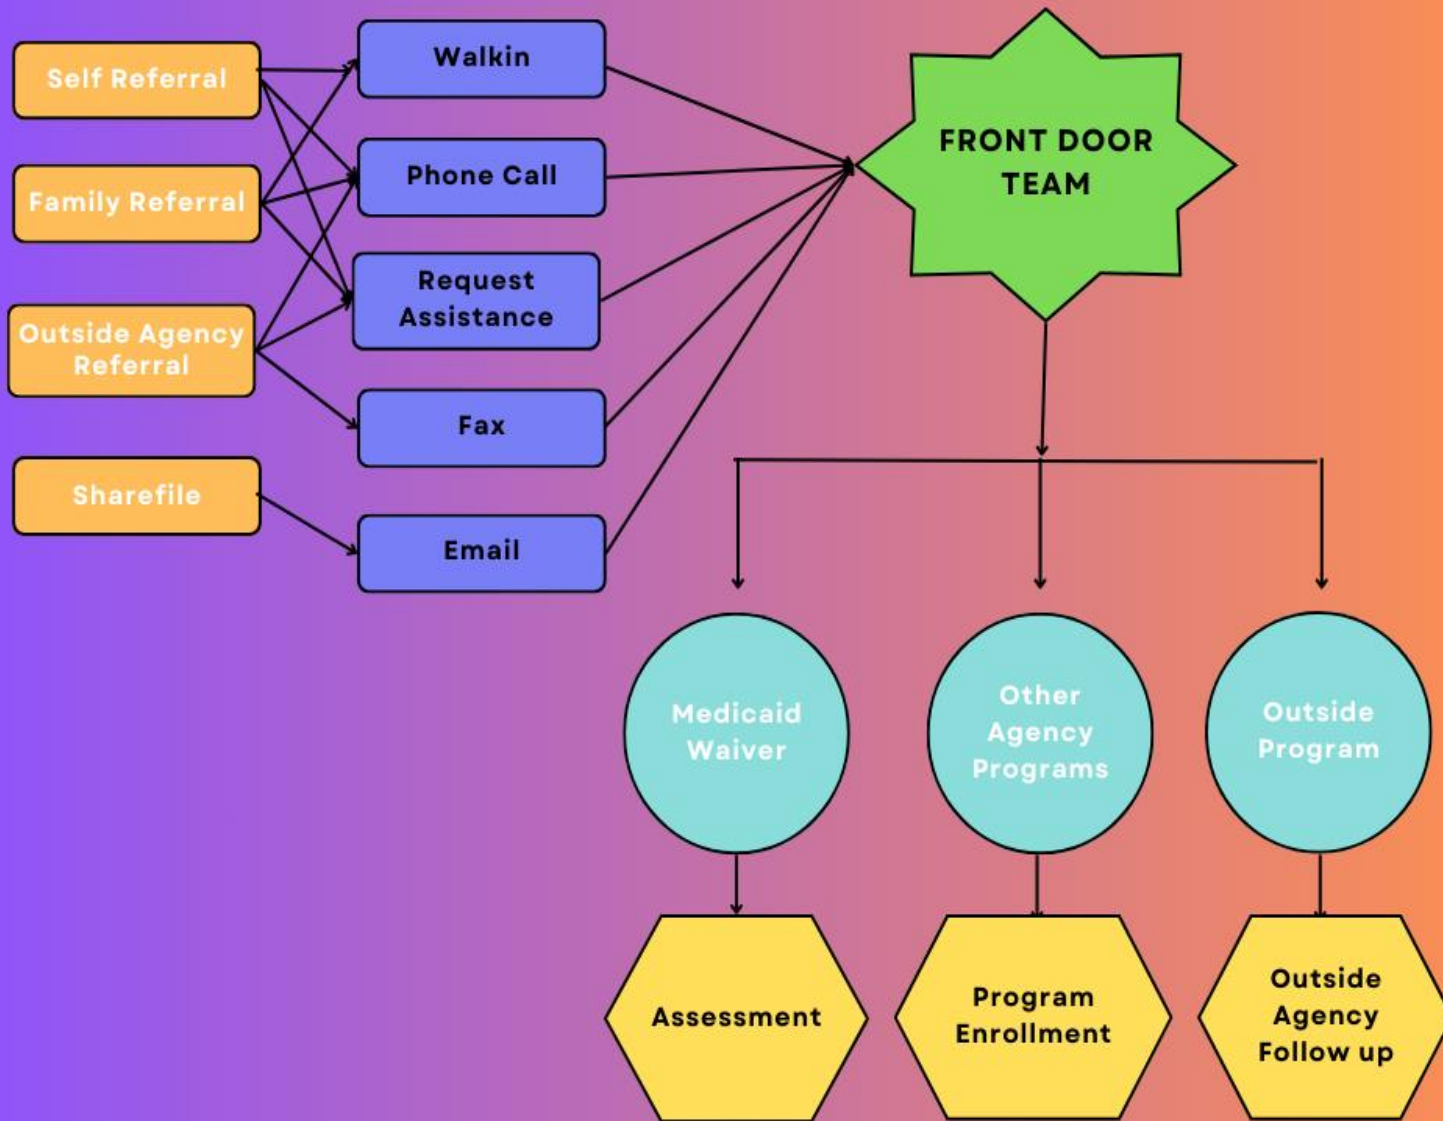 Self Referral
Family Referral
Outside Agency
Referral
Sharefile
Walkin
Phone Call
Request
Assistance
Fax
Email
FRONT DOOR
TEAM
Medicaid
Waiver
Other
Agency
Programs
Outside
Program
Assessment
Program
Enrollment
Outside
Agency
Follow up